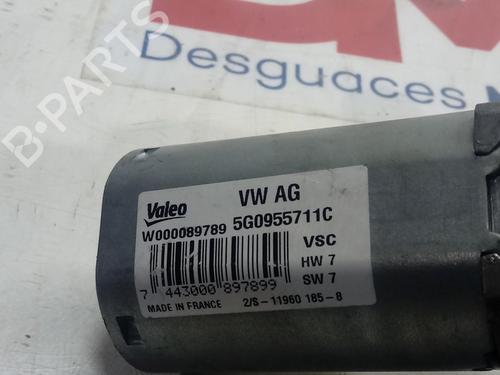 Desguaces
B-PARTS
Valeo
VW AG
W000089789 5G0955711C
VSC
HW 7
SW 7
7 443000 897899
MADE IN FRANCE 2/S-11960 185-8